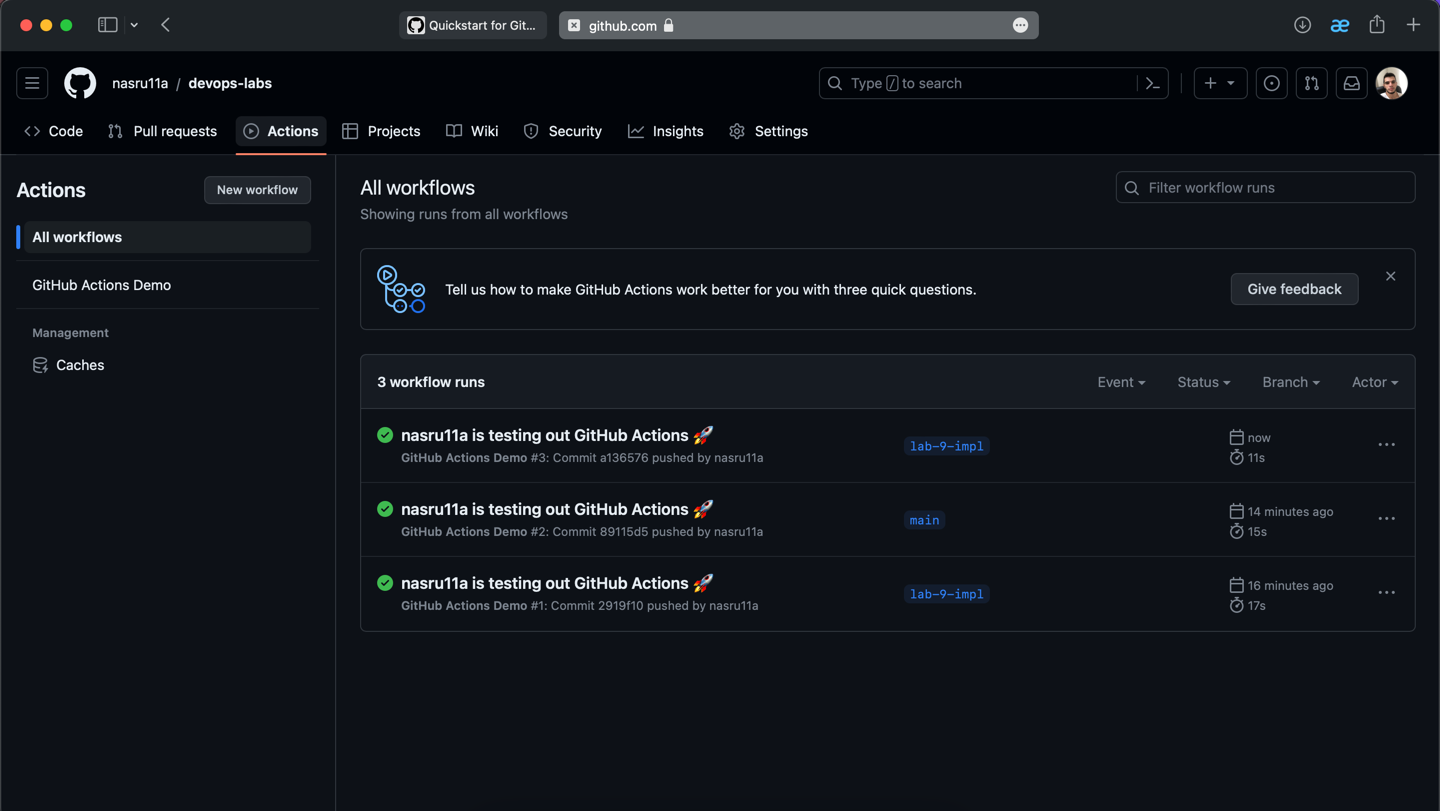 Quickstart for Git...
github.com
nasru11a / devops-labs
Type / to search
Code
Pull requests
Actions
Projects
Wiki
Security
Insights
Settings
Actions
New workflow
All workflows
GitHub Actions Demo
Management
Caches
All workflows
Showing runs from all workflows
Filter workflow runs
Tell us how to make GitHub Actions work better for you with three quick questions.
Give feedback
3 workflow runs
Event
Status
Branch
Actor
nasru11a is testing out GitHub Actions 🚀
GitHub Actions Demo #3: Commit a136576 pushed by nasru11a
lab-9-impl
now
11s
nasru11a is testing out GitHub Actions 🚀
GitHub Actions Demo #2: Commit 89115d5 pushed by nasru11a
main
14 minutes ago
15s
nasru11a is testing out GitHub Actions 🚀
GitHub Actions Demo #1: Commit 2919f10 pushed by nasru11a
lab-9-impl
16 minutes ago
17s